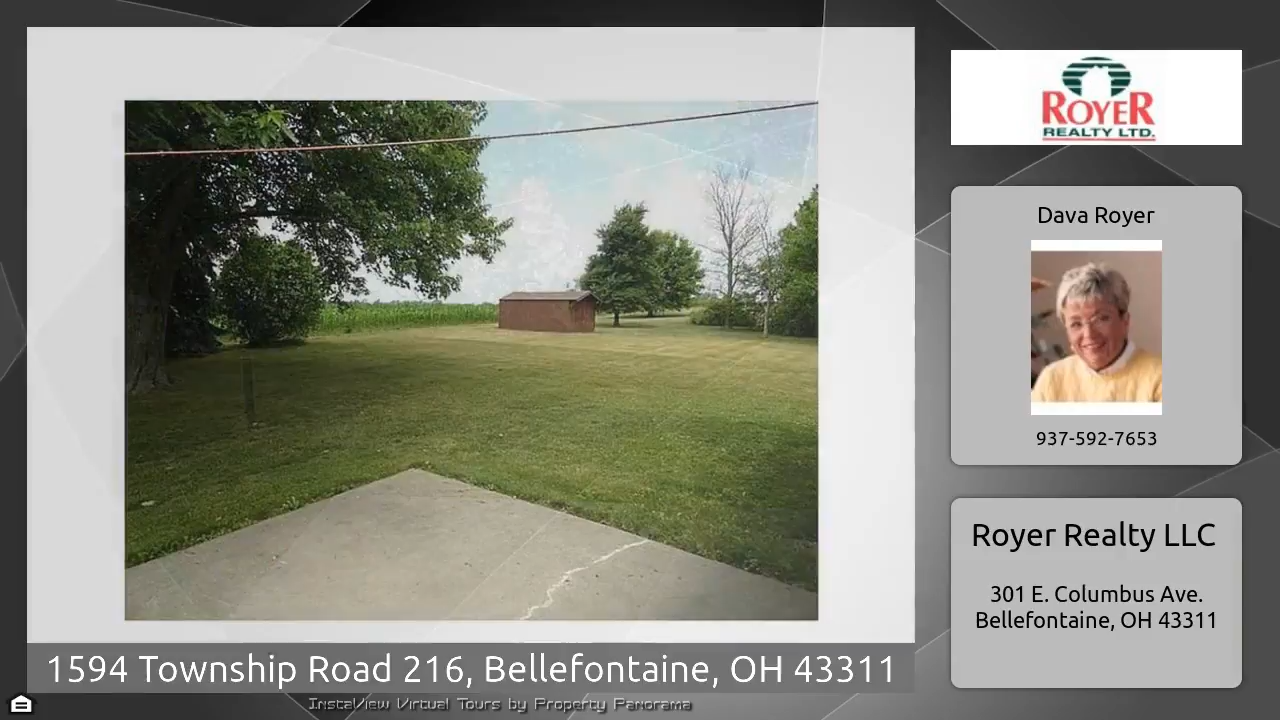 ROYER
REALTY LTD.
Dava Royer
937-592-7653
Royer Realty LLC
301 E. Columbus Ave.
Bellefontaine, OH 43311
1594 Township Road 216, Bellefontaine, OH 43311
InstaView Virtual Tours by Property Panorama